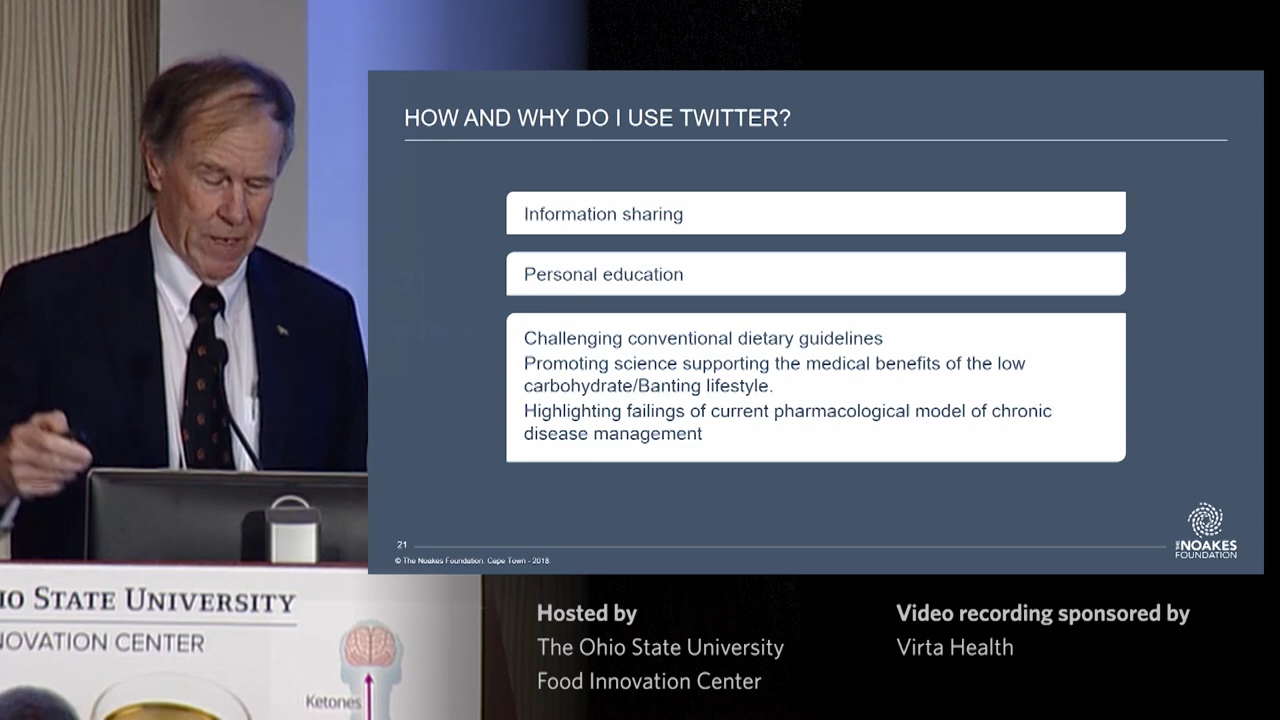 HOW AND WHY DO I USE TWITTER?
Information sharing
Personal education
Challenging conventional dietary guidelines
Promoting science supporting the medical benefits of the low
carbohydrate/Banting lifestyle.
Highlighting failings of current pharmacological model of chronic
disease management
21
© The Noakes Foundation. Cape Town - 2018.
THE NOAKES
FOUNDATION
IO STATE UNIVERSITY
NOVATION CENTER
Ketones
Hosted by
The Ohio State University
Food Innovation Center
Video recording sponsored by
Virta Health